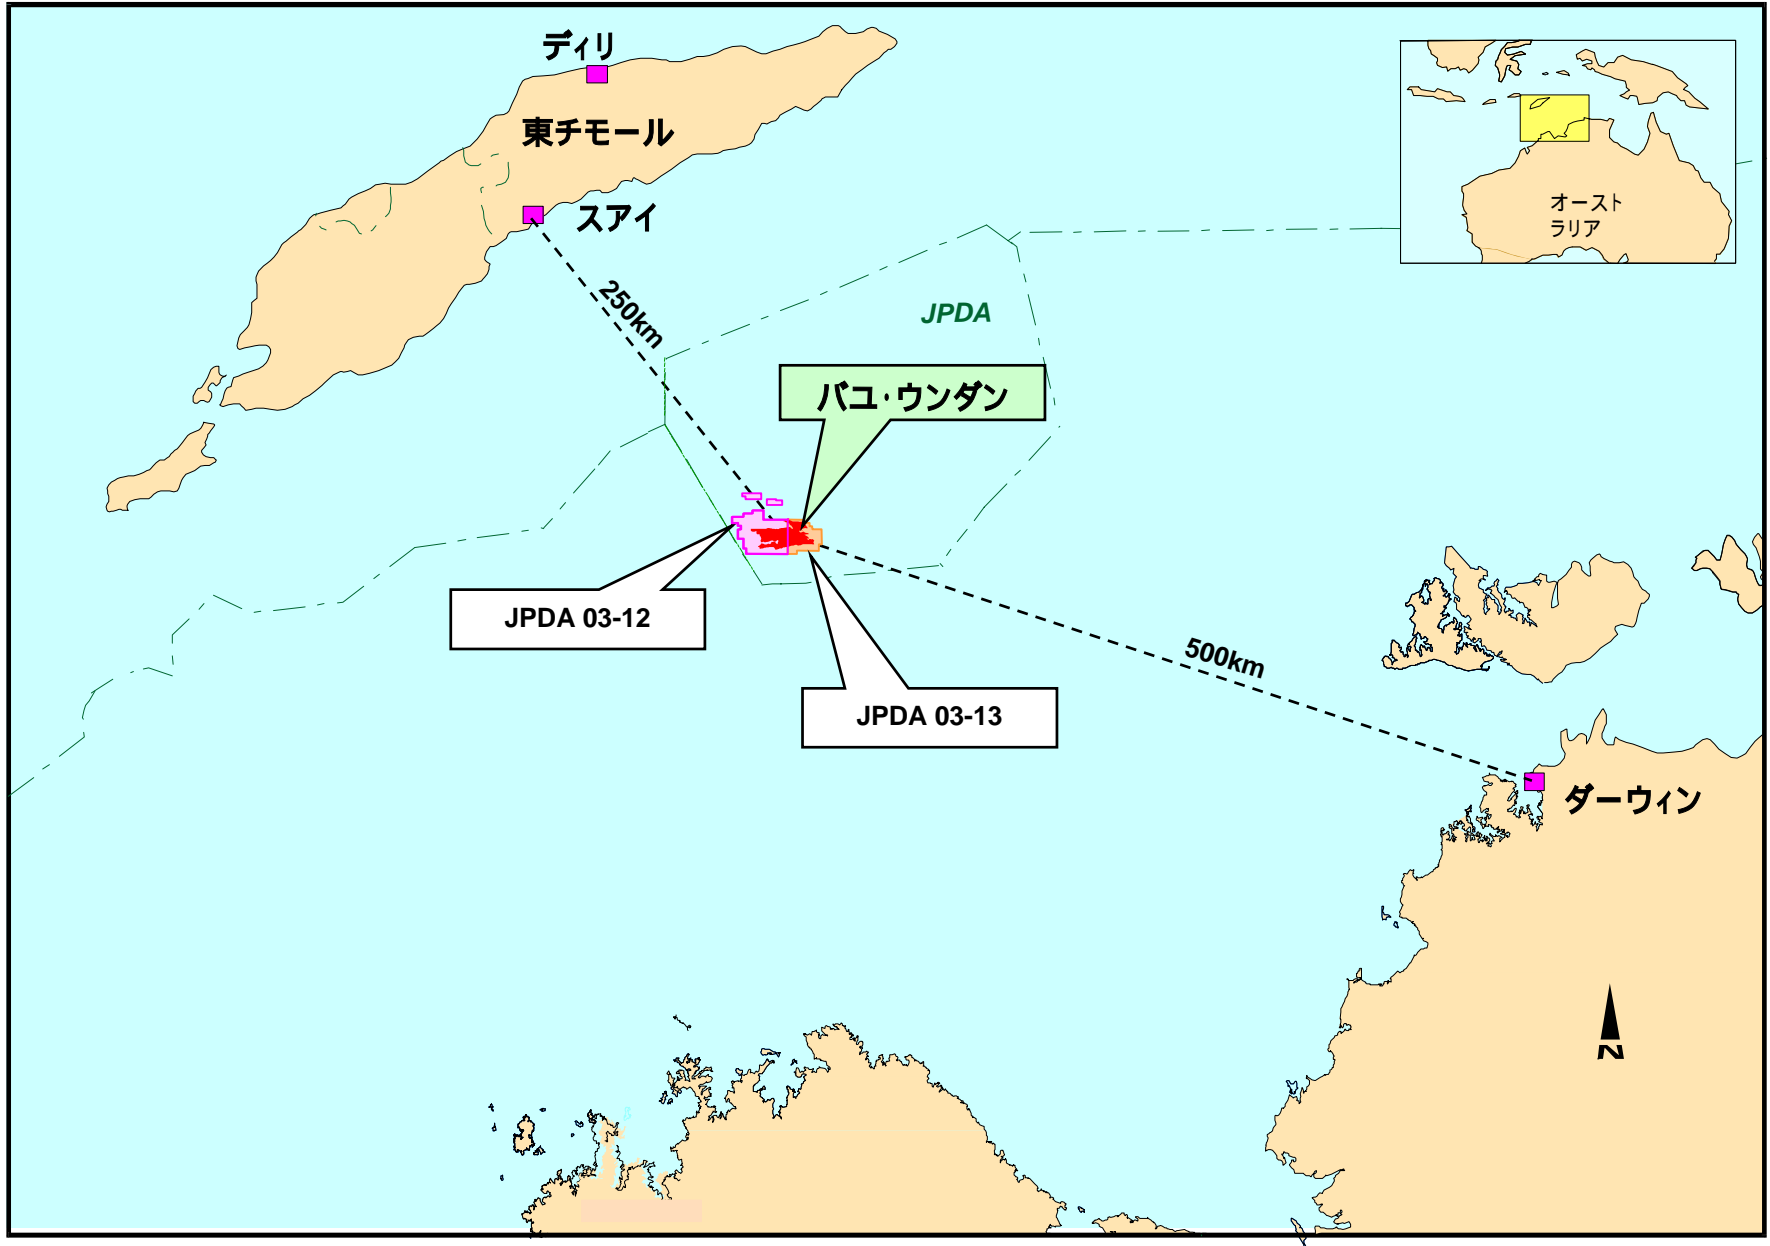 ディリ
東チモール
スアイ
オースト
ラリア
250km
JPDA
バユ・ウンダン
JPDA 03-12
500km
JPDA 03-13
ダーウィン
N